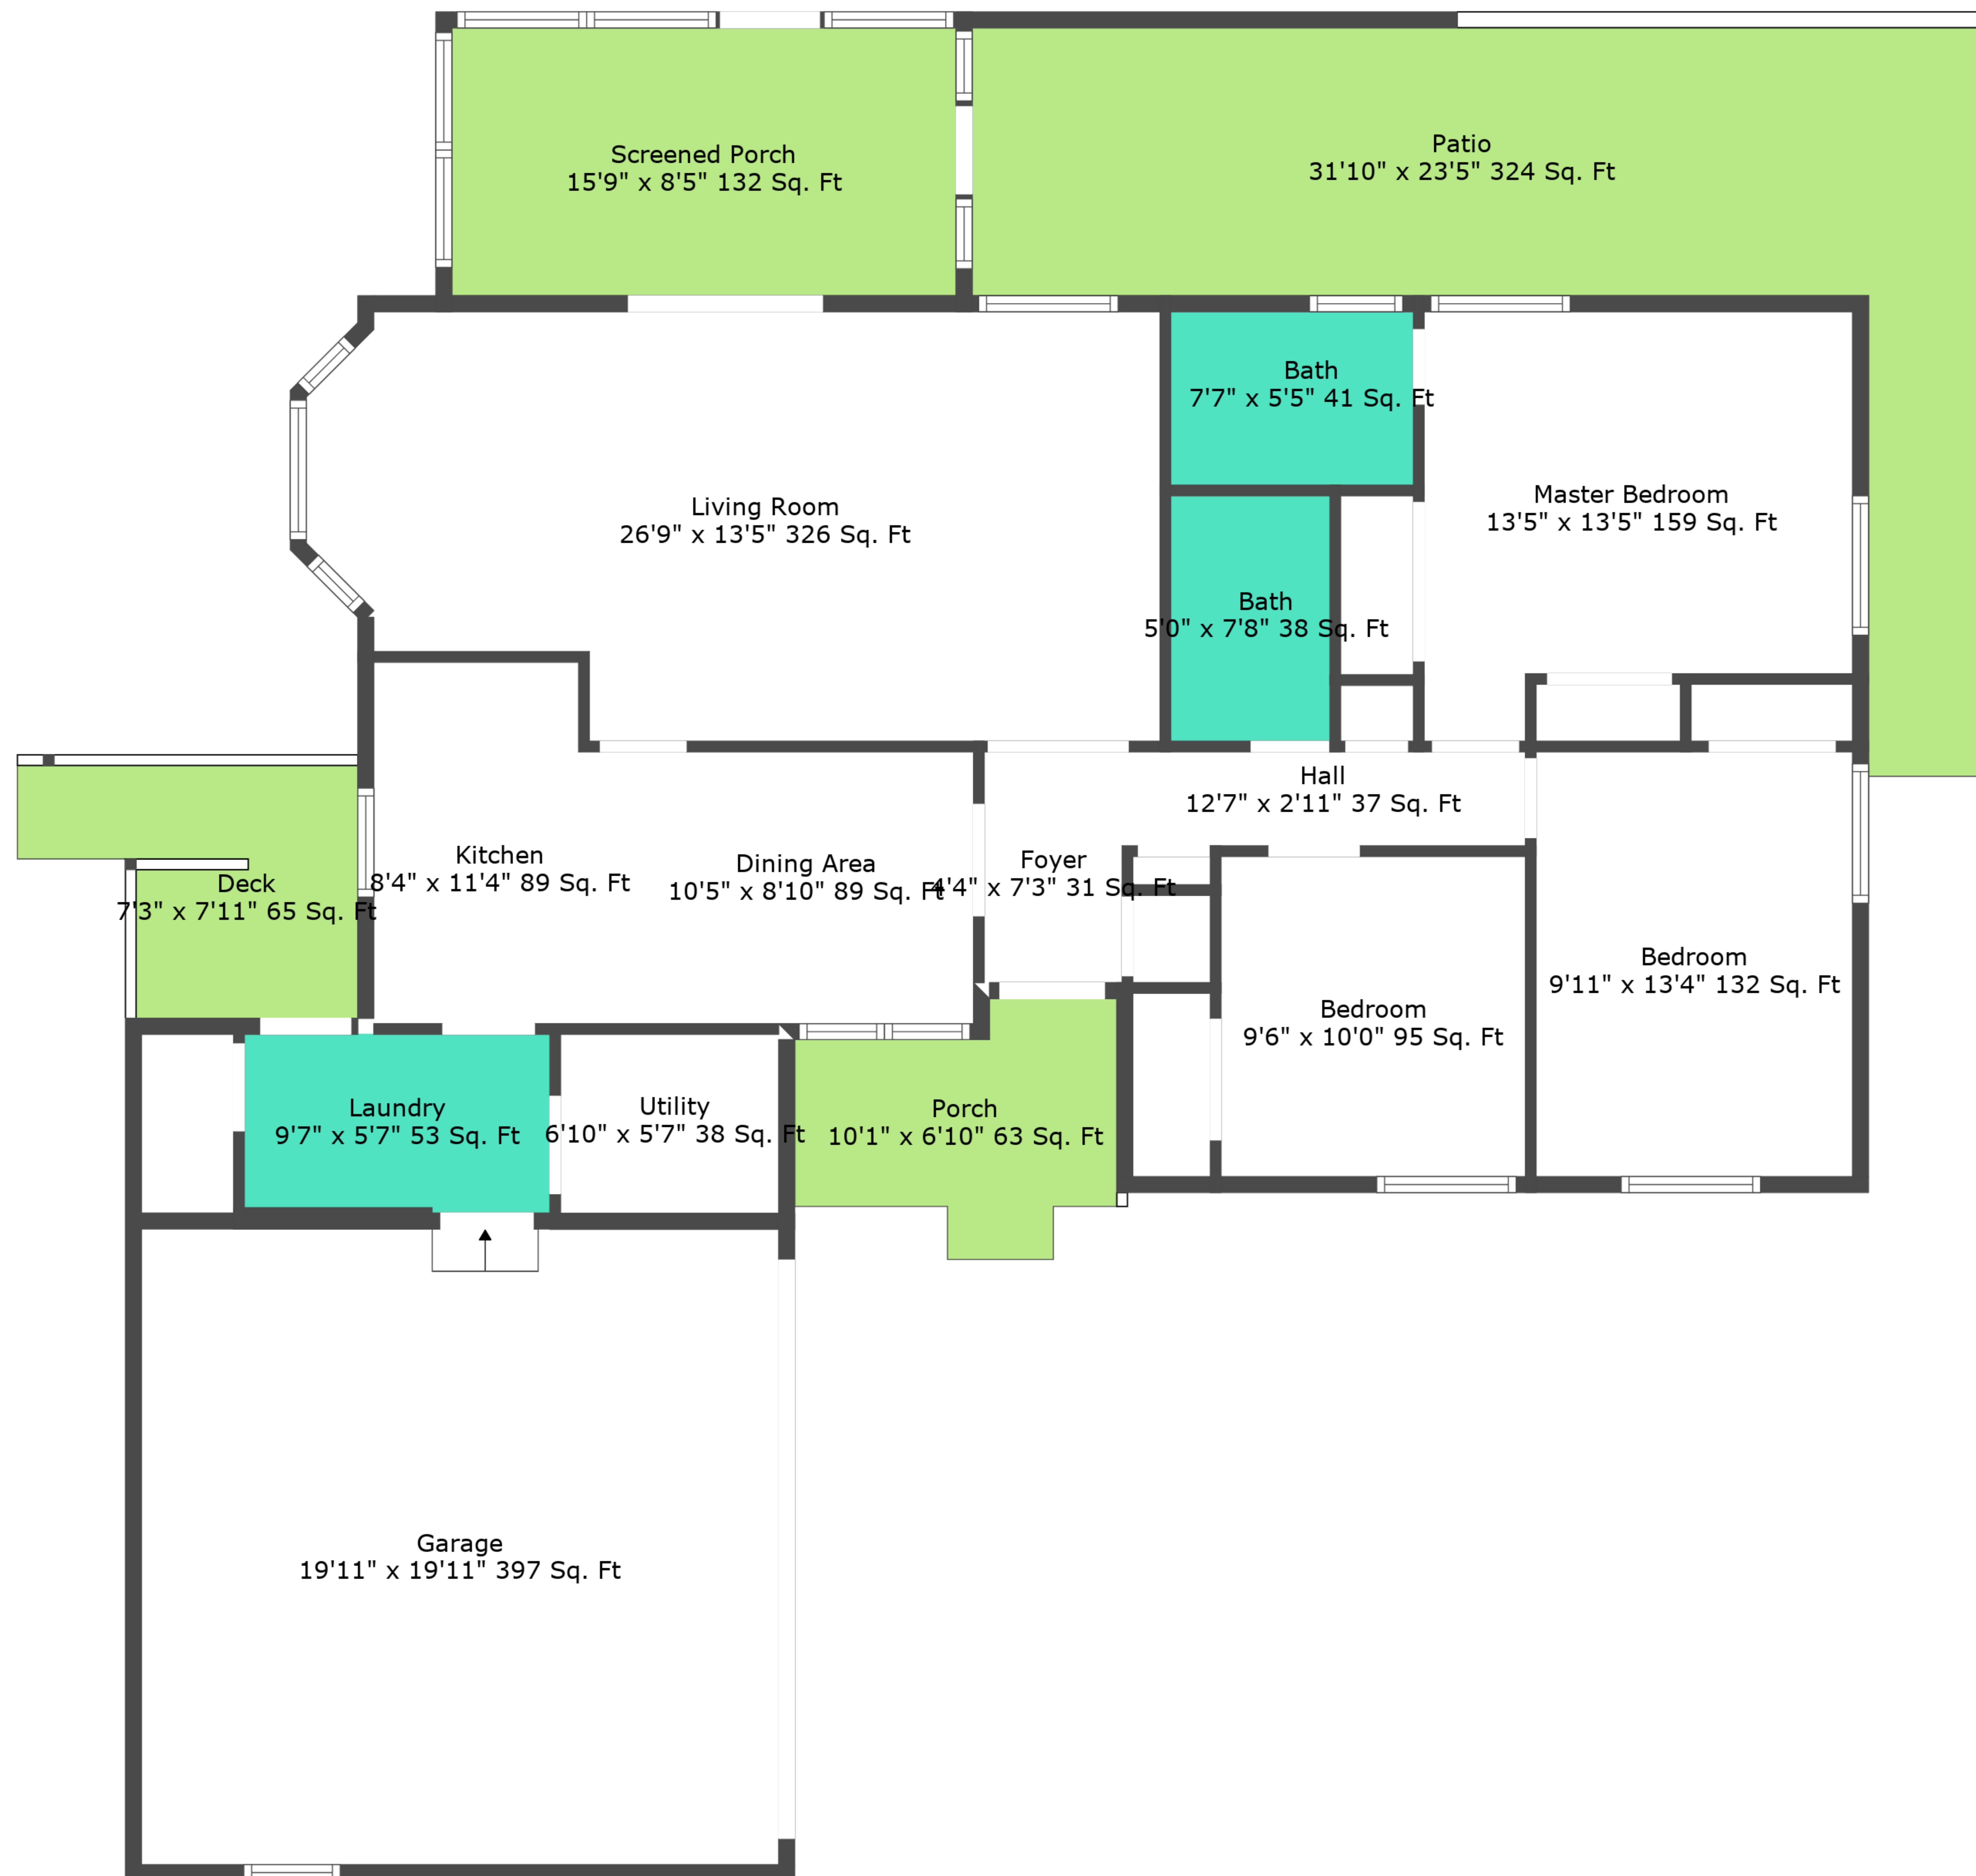 Screened Porch
15'9" x 8'5" 132 Sq. Ft
Patio
31'10" x 23'5" 324 Sq. Ft
Bath
7'7" x 5'5" 41 Sq. Ft
Living Room
26'9" x 13'5" 326 Sq. Ft
Master Bedroom
13'5" x 13'5" 159 Sq. Ft
Bath
5'0" x 7'8" 38 Sq. Ft
Hall
12'7" x 2'11" 37 Sq. Ft
Kitchen
8'4" x 11'4" 89 Sq. Ft
Dining Area
10'5" x 8'10" 89 Sq. Ft
Foyer
4'4" x 7'3" 31 Sq. Ft
Deck
7'3" x 7'11" 65 Sq. Ft
Bedroom
9'11" x 13'4" 132 Sq. Ft
Bedroom
9'6" x 10'0" 95 Sq. Ft
Laundry
9'7" x 5'7" 53 Sq. Ft
Utility
6'10" x 5'7" 38 Sq. Ft
Porch
10'1" x 6'10" 63 Sq. Ft
Garage
19'11" x 19'11" 397 Sq. Ft